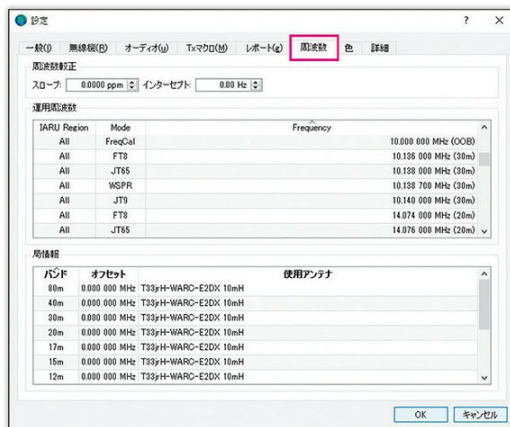 設定
一般(l) 無線機(R) オーディオ(u) Txマクロ(M) レポート(g) 周波数 色 詳細
周波数較正
スロープ: 0.0000 ppm インターセプト: 0.00 Hz
運用周波数
IARU Region Mode Frequency
All FreqCal 10.000 000 MHz (OOB)
All FT8 10.136 000 MHz (30m)
All JT65 10.138 000 MHz (30m)
All WSPR 10.138 700 MHz (30m)
All JT9 10.140 000 MHz (30m)
All FT8 14.074 000 MHz (20m)
All JT65 14.076 000 MHz (20m)
局情報
バンド オフセット 使用アンテナ
80m 0.000 000 MHz T33jrH-WARC-E2DX 10mH
40m 0.000 000 MHz T33jrH-WARC-E2DX 10mH
30m 0.000 000 MHz T33jrH-WARC-E2DX 10mH
20m 0.000 000 MHz T33jrH-WARC-E2DX 10mH
17m 0.000 000 MHz T33jrH-WARC-E2DX 10mH
15m 0.000 000 MHz T33jrH-WARC-E2DX 10mH
12m 0.000 000 MHz T33jrH-WARC-E2DX 10mH
OK キャンセル